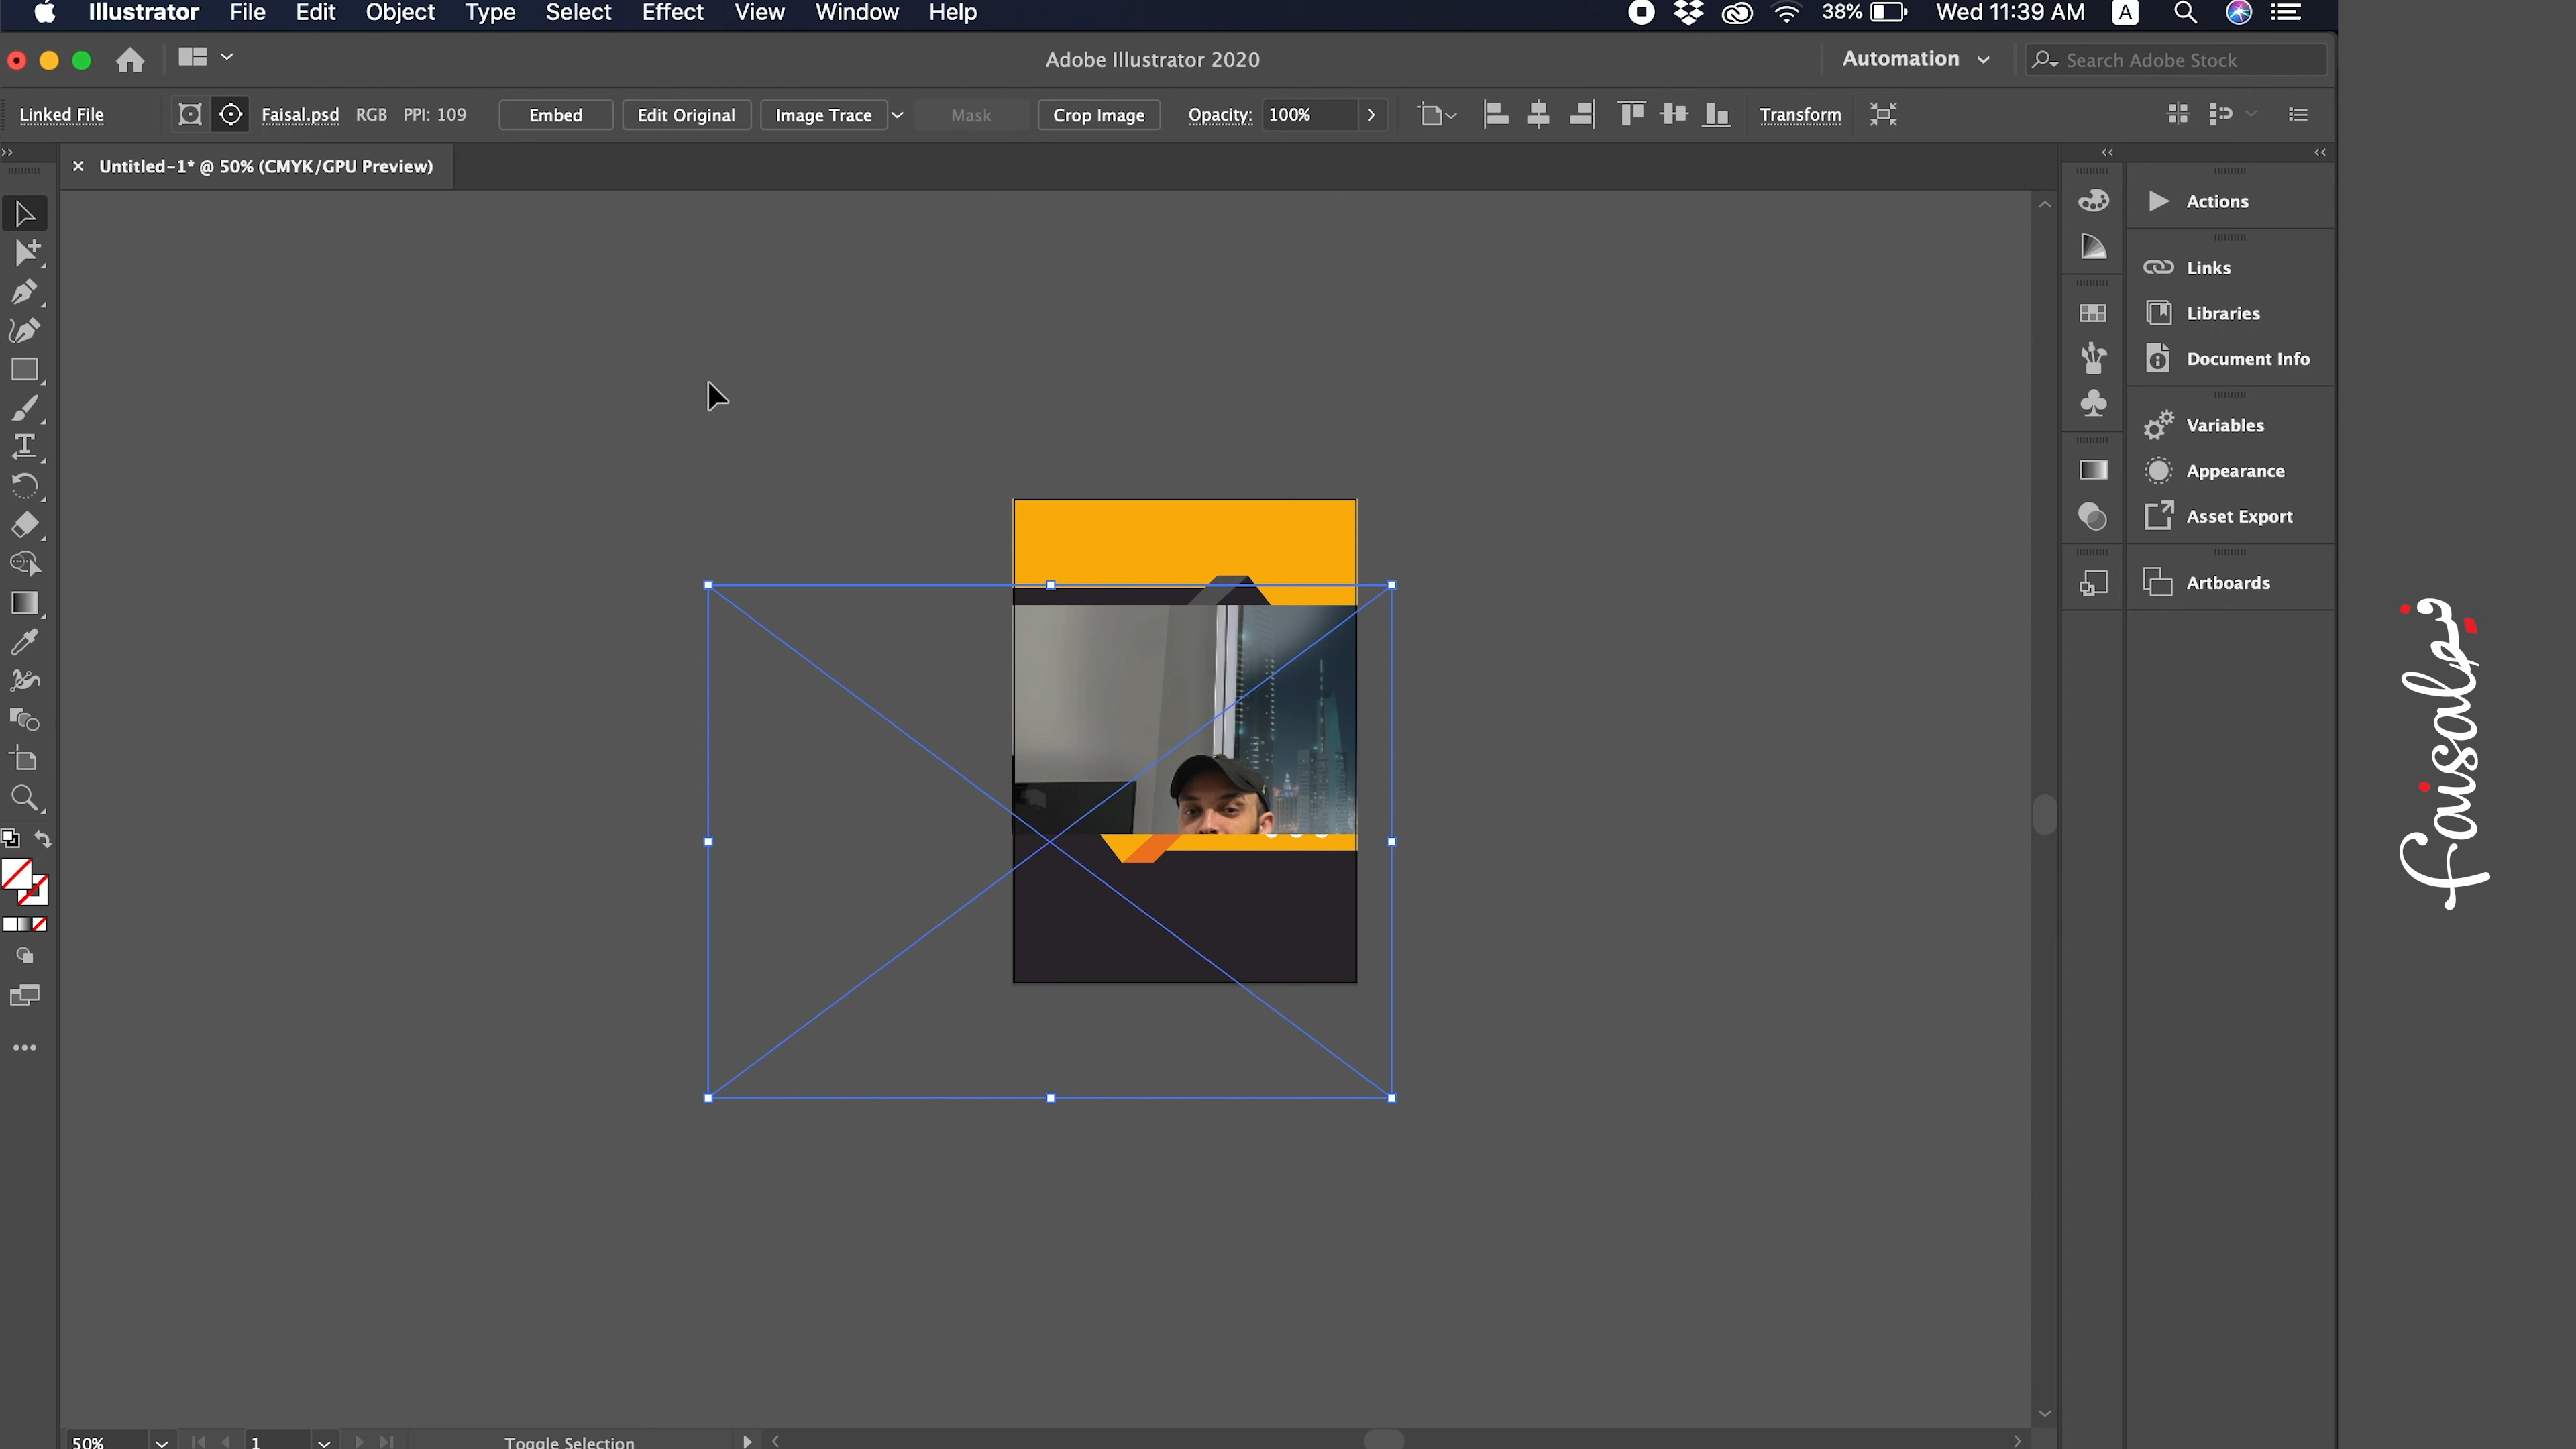 Illustrator File Edit Object Type Select Effect View Window Help 38% Wed 11:39 AM A
Adobe Illustrator 2020 Automation Search Adobe Stock
Linked File Faisal.psd RGB PPI: 109 Embed Edit Original Image Trace Mask Crop Image Opacity: 100% Transform
Untitled-1* @ 50% (CMYK/GPU Preview)
Actions
Links
Libraries
Document Info
Variables
Appearance
Asset Export
Artboards
50% 1 Toggle Selection